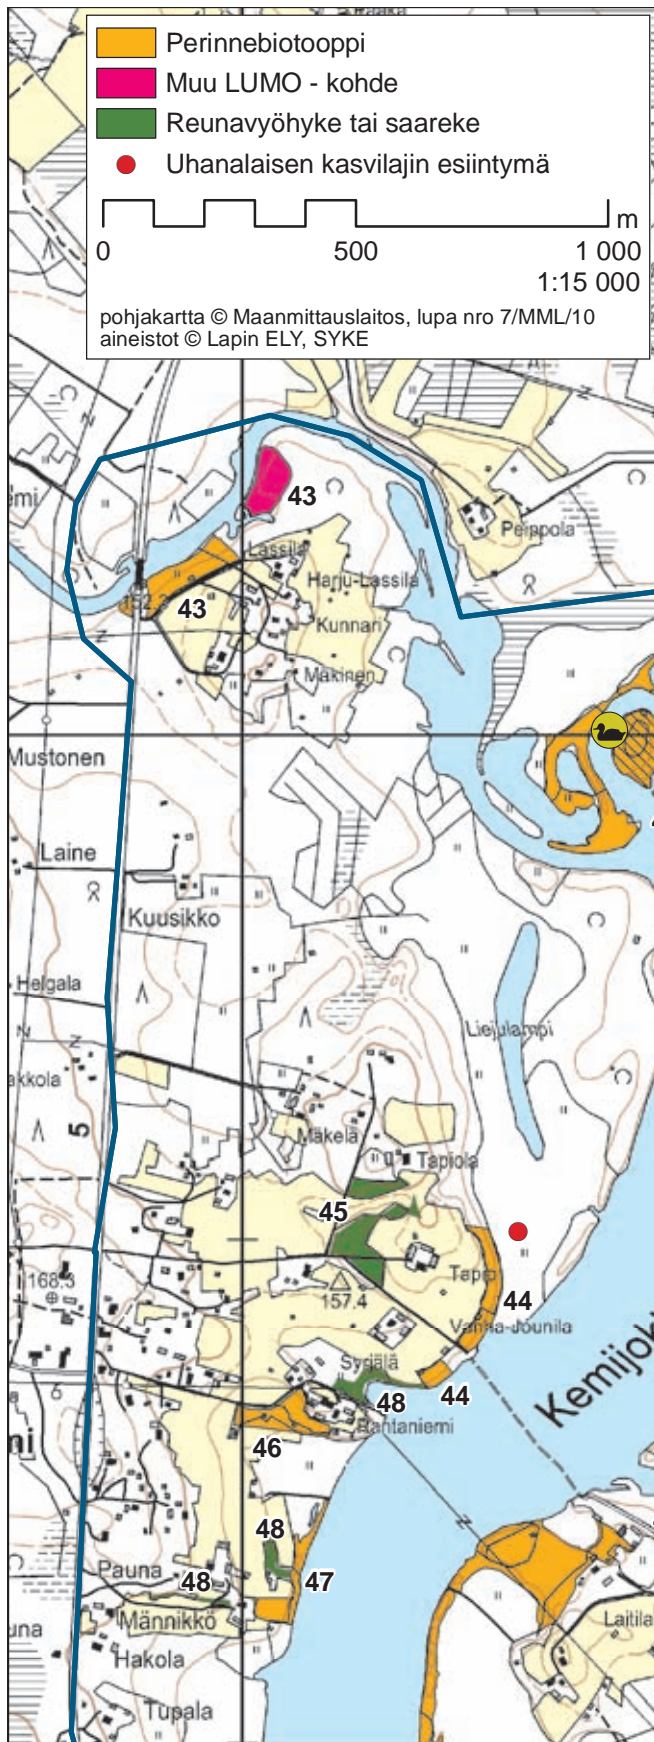 Perinnebiotooppi
Muu LUMO - kohde
Reunavyöhyke tai saareke
Uhanalaisen kasvilajin esiintymä
m
0 500 1 000
1:15 000
pohjakartta © Maanmittauslaitos, lupa nro 7/MML/10
aineistot © Lapin ELY, SYKE
43
Peippola
Lassila
Harju-Lassila
43
Kunnari
Mäkinen
Mustonen
Laine
Kuusikko
Helgala
Liejulampi
akkola
5
Mäkelä
Tapiola
45
Tapio
168.3
157.4
44
Vanha-Jounila
Kemijoki
Syrjälä
6
48
44
Rantaniemi
46
48
Pauna
48
47
Männikkö
Laitila
Hakola
Tupala